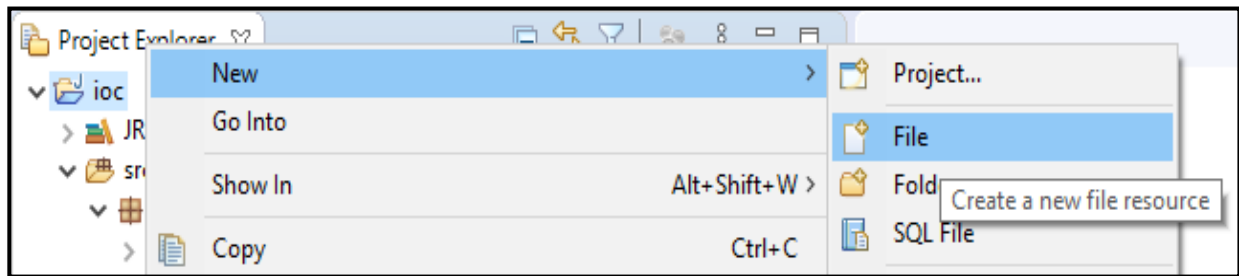 Project Explorer
New
Project...
ioc
Go Into
File
JR
Show In Alt+Shift+W
Create a new file resource
SQL File
Copy Ctrl+C